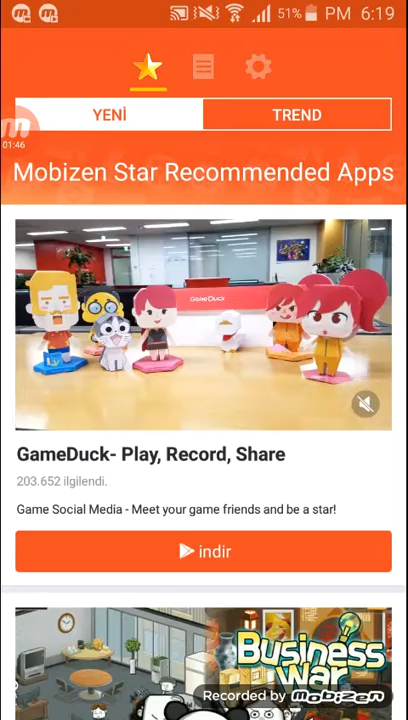 51% PM 6:19
YENİ TREND
01:46
Mobizen Star Recommended Apps
GameDuck
GameDuck- Play, Record, Share
203.652 ilgilendi.
Game Social Media - Meet your game friends and be a star!
indir
Business
War
Recorded by mobizen